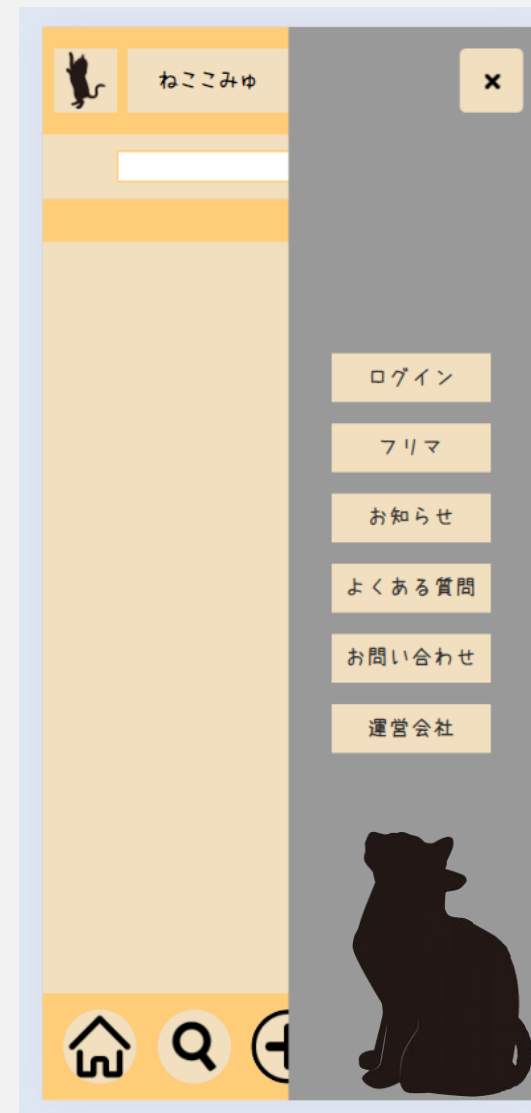 ねここみゅ
ログイン
フリマ
お知らせ
よくある質問
お問い合わせ
運営会社